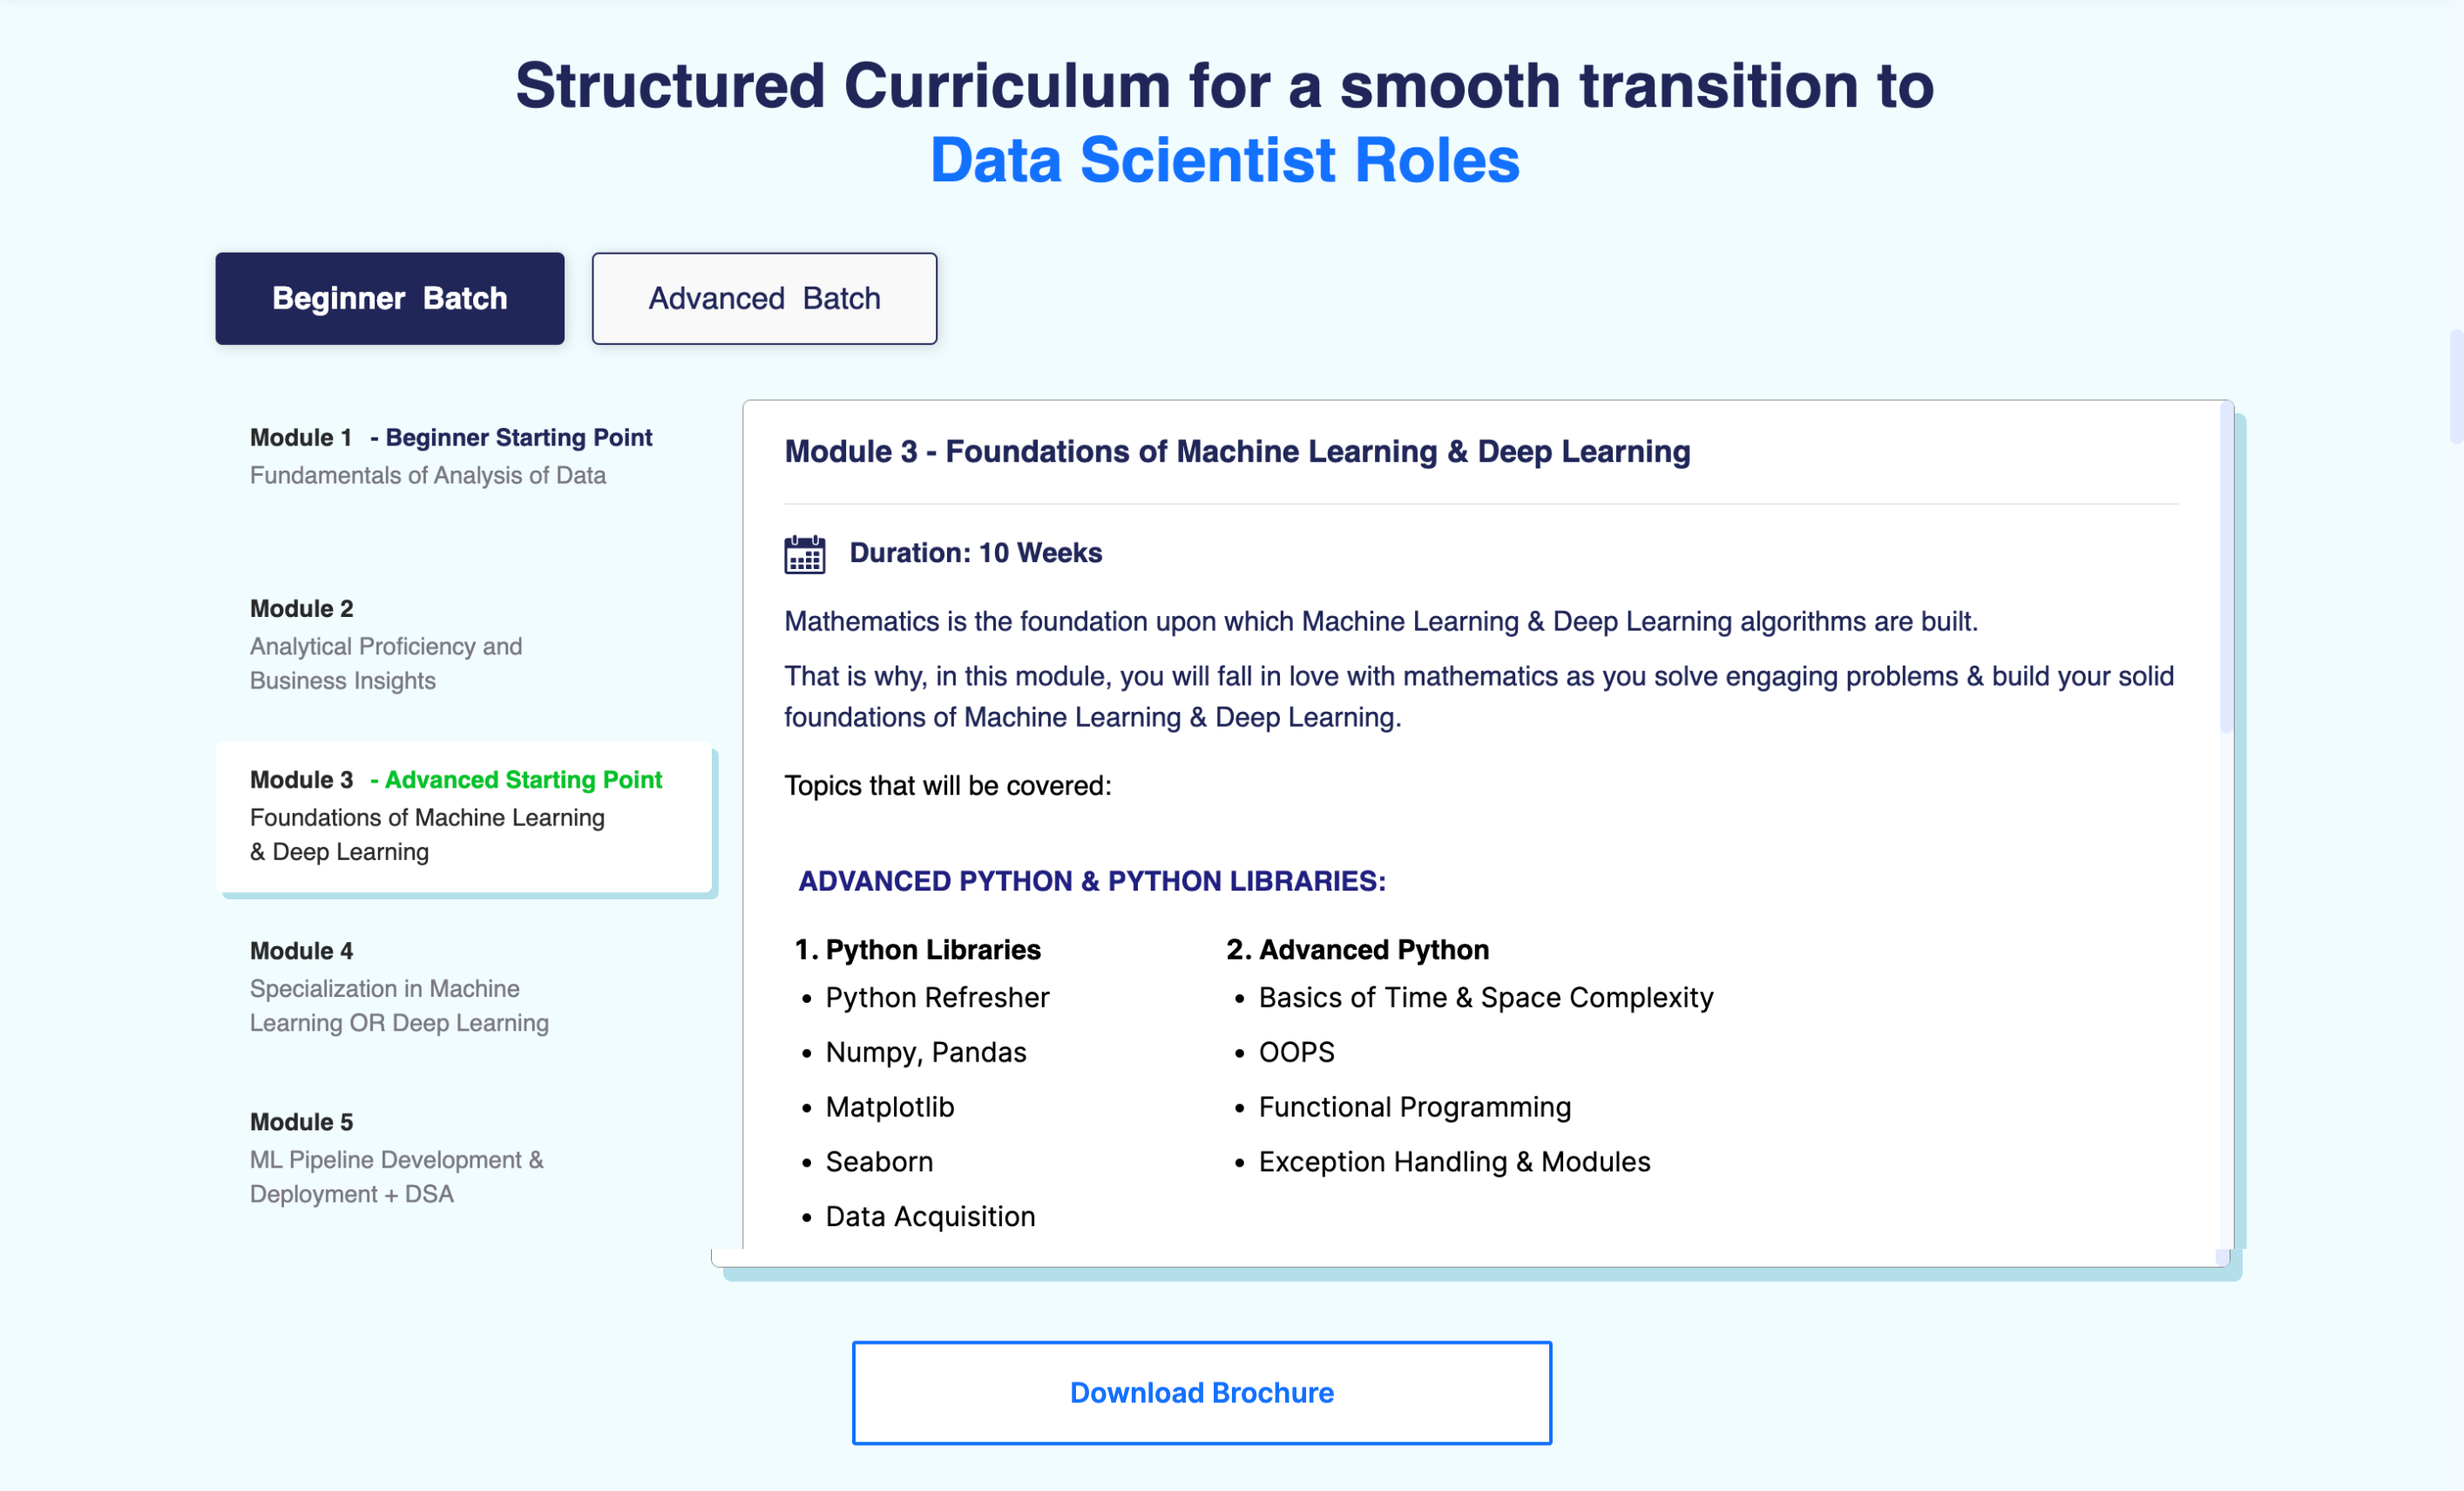 Structured Curriculum for a smooth transition to
Data Scientist Roles
Beginner Batch
Advanced Batch
Module 1 - Beginner Starting Point
Fundamentals of Analysis of Data
Module 2
Analytical Proficiency and
Business Insights
Module 3 - Advanced Starting Point
Foundations of Machine Learning
& Deep Learning
Module 4
Specialization in Machine
Learning OR Deep Learning
Module 5
ML Pipeline Development &
Deployment + DSA
Module 3 - Foundations of Machine Learning & Deep Learning
Duration: 10 Weeks
Mathematics is the foundation upon which Machine Learning & Deep Learning algorithms are built.
That is why, in this module, you will fall in love with mathematics as you solve engaging problems & build your solid
foundations of Machine Learning & Deep Learning.
Topics that will be covered:
ADVANCED PYTHON & PYTHON LIBRARIES:
1. Python Libraries
• Python Refresher
• Numpy, Pandas
• Matplotlib
• Seaborn
• Data Acquisition
2. Advanced Python
• Basics of Time & Space Complexity
• OOPS
• Functional Programming
• Exception Handling & Modules
Download Brochure